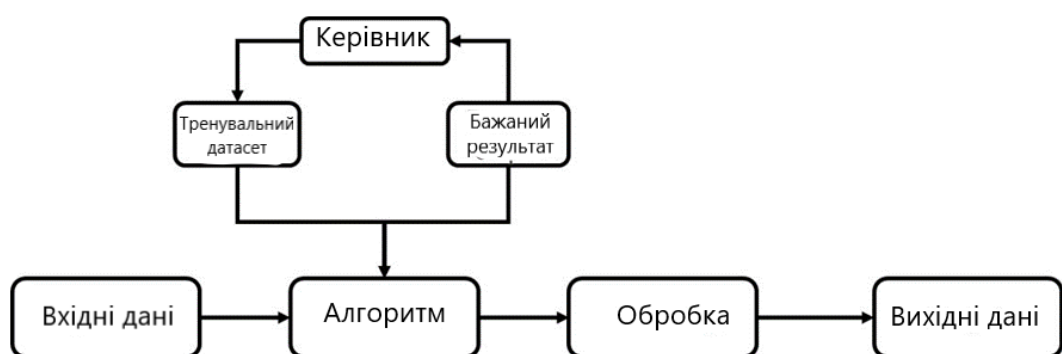 Керівник
Тренувальний
датасет
Бажаний
результат
Вхідні дані
Алгоритм
Обробка
Вихідні дані